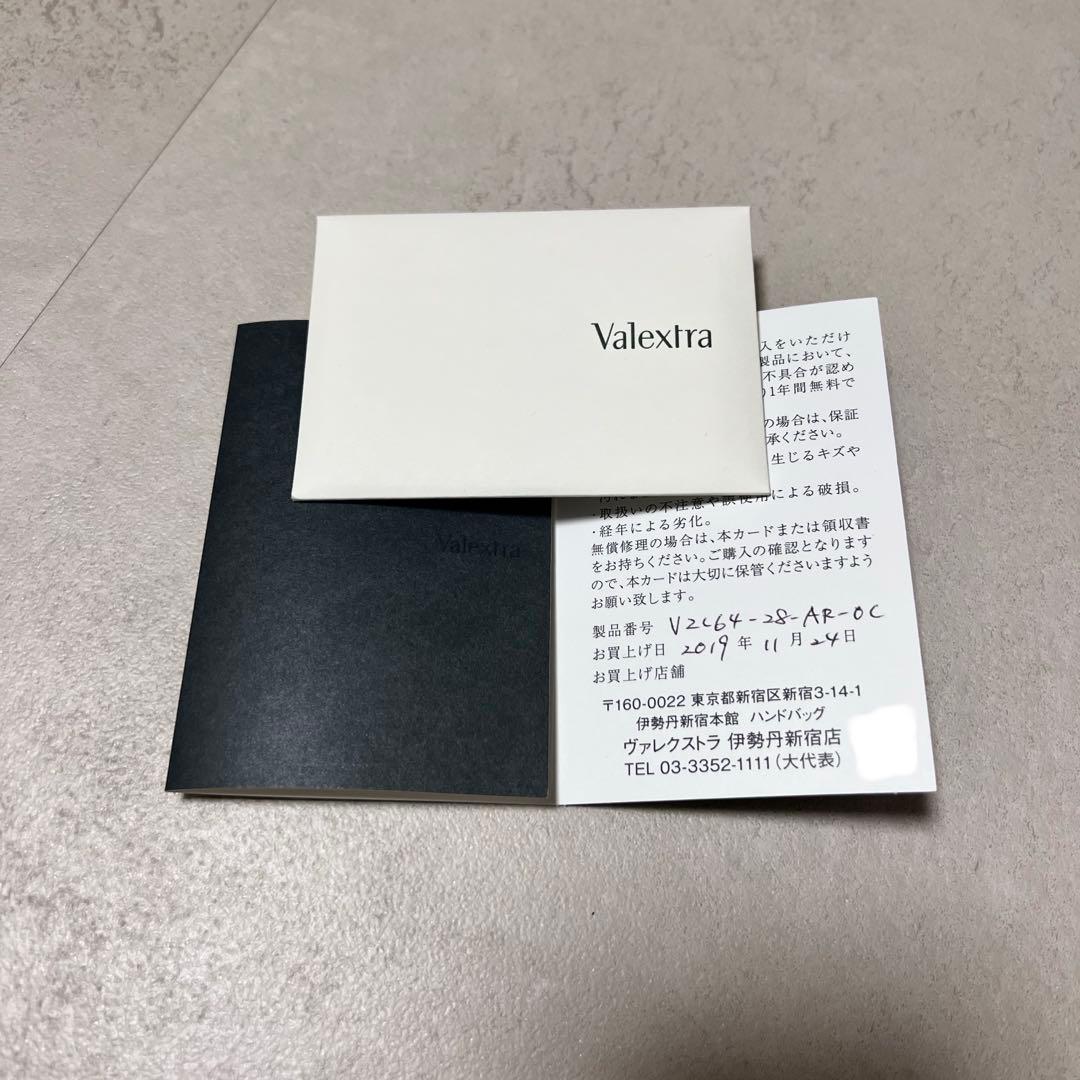 Valextra
Valextra
入をいただけ
製品において、
不具合が認め
1年間無料で
の場合は、保証
承ください。
生じるキズや
・取扱いの不注意や誤使用による破損。
・経年による劣化。
無償修理の場合は、本カードまたは領収書
をお持ちください。ご購入の確認となります
ので、本カードは大切に保管くださいますよう
お願い致します。
製品番号 V2L64-28-AR-OC
お買上げ日 2019年 11月 24日
お買上げ店舗
〒160-0022 東京都新宿区新宿3-14-1
伊勢丹新宿本館 ハンドバッグ
ヴァレクストラ 伊勢丹新宿店
TEL 03-3352-1111(大代表)